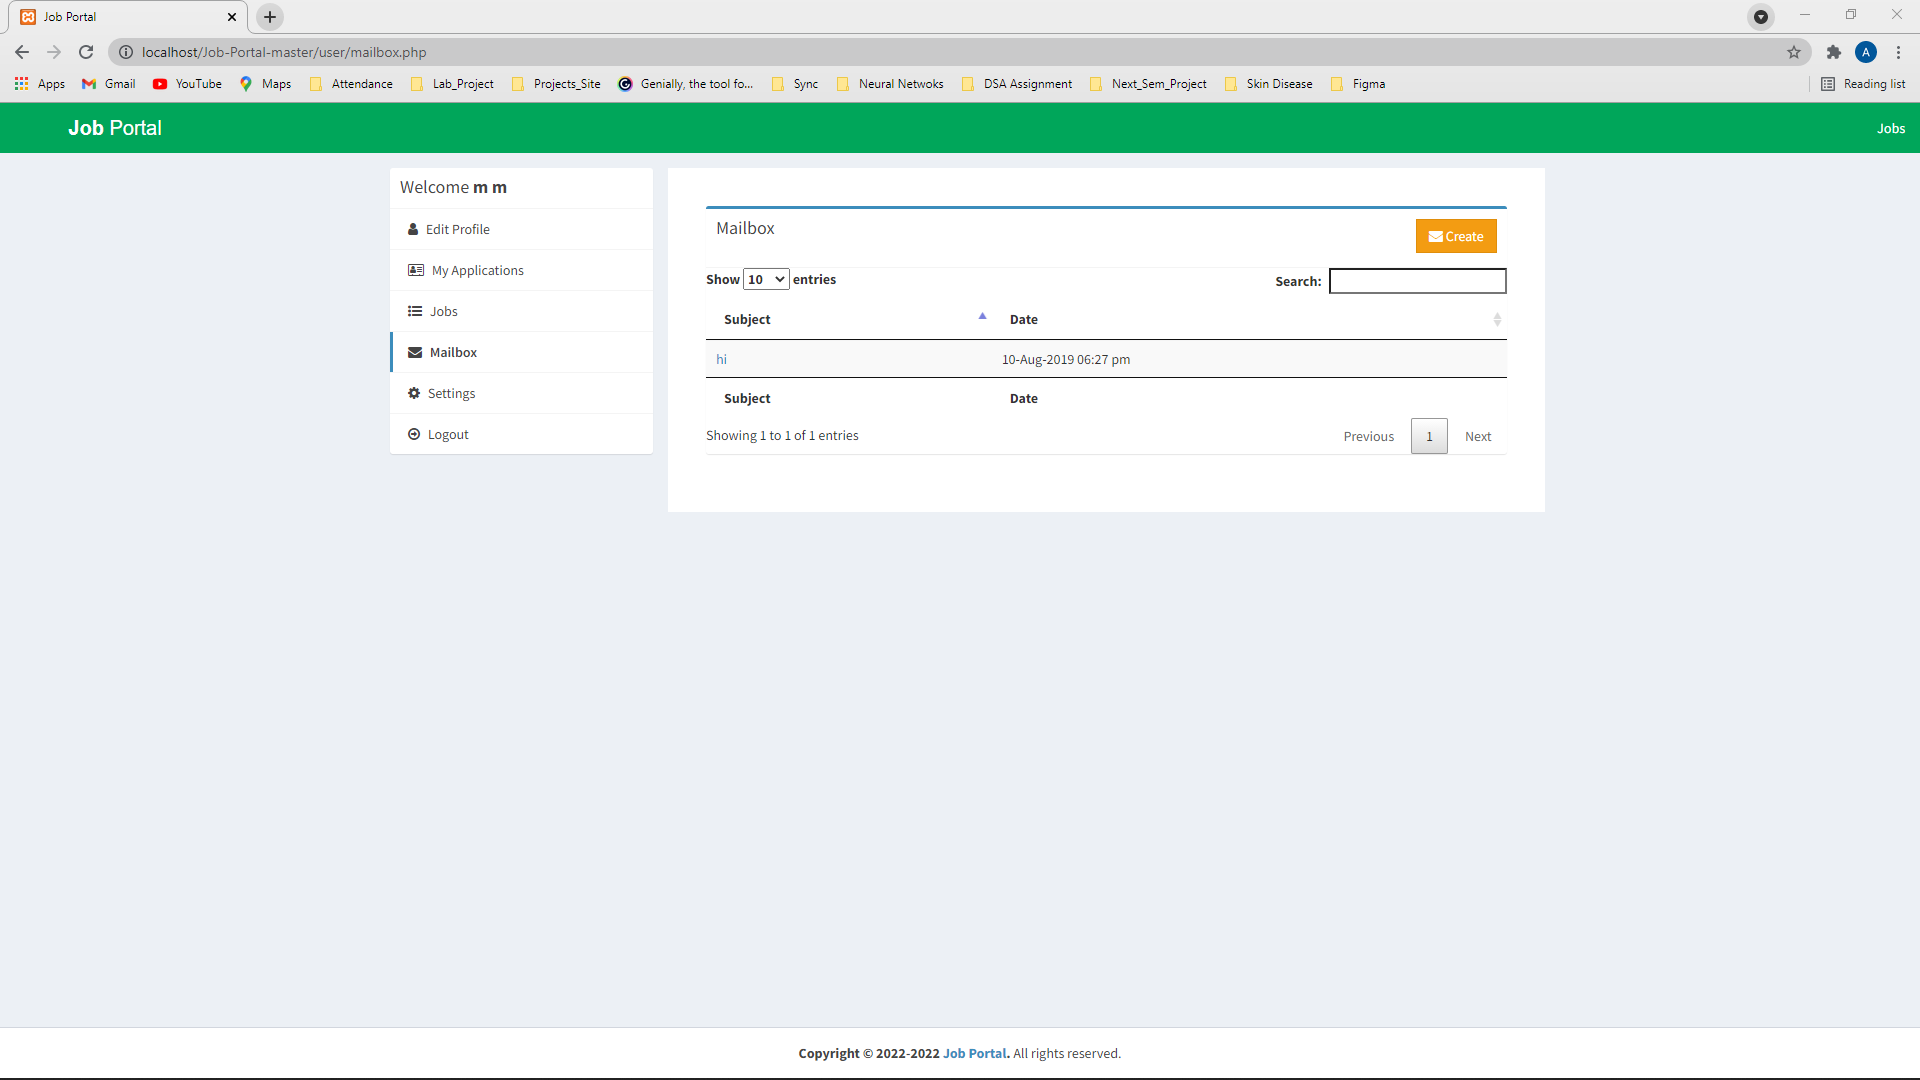 Job Portal
localhost/Job-Portal-master/user/mailbox.php
A
Apps Gmail YouTube Maps Attendance Lab_Project Projects_Site Genially, the tool fo... Sync Neural Netwoks DSA Assignment Next_Sem_Project Skin Disease Figma Reading list
Job Portal
Jobs
Welcome m m
Edit Profile
My Applications
Jobs
Mailbox
Settings
Logout
Mailbox
Create
Show 10 entries
Search:
Subject Date
hi 10-Aug-2019 06:27 pm
Subject Date
Showing 1 to 1 of 1 entries
Previous 1 Next
Copyright © 2022-2022 Job Portal. All rights reserved.